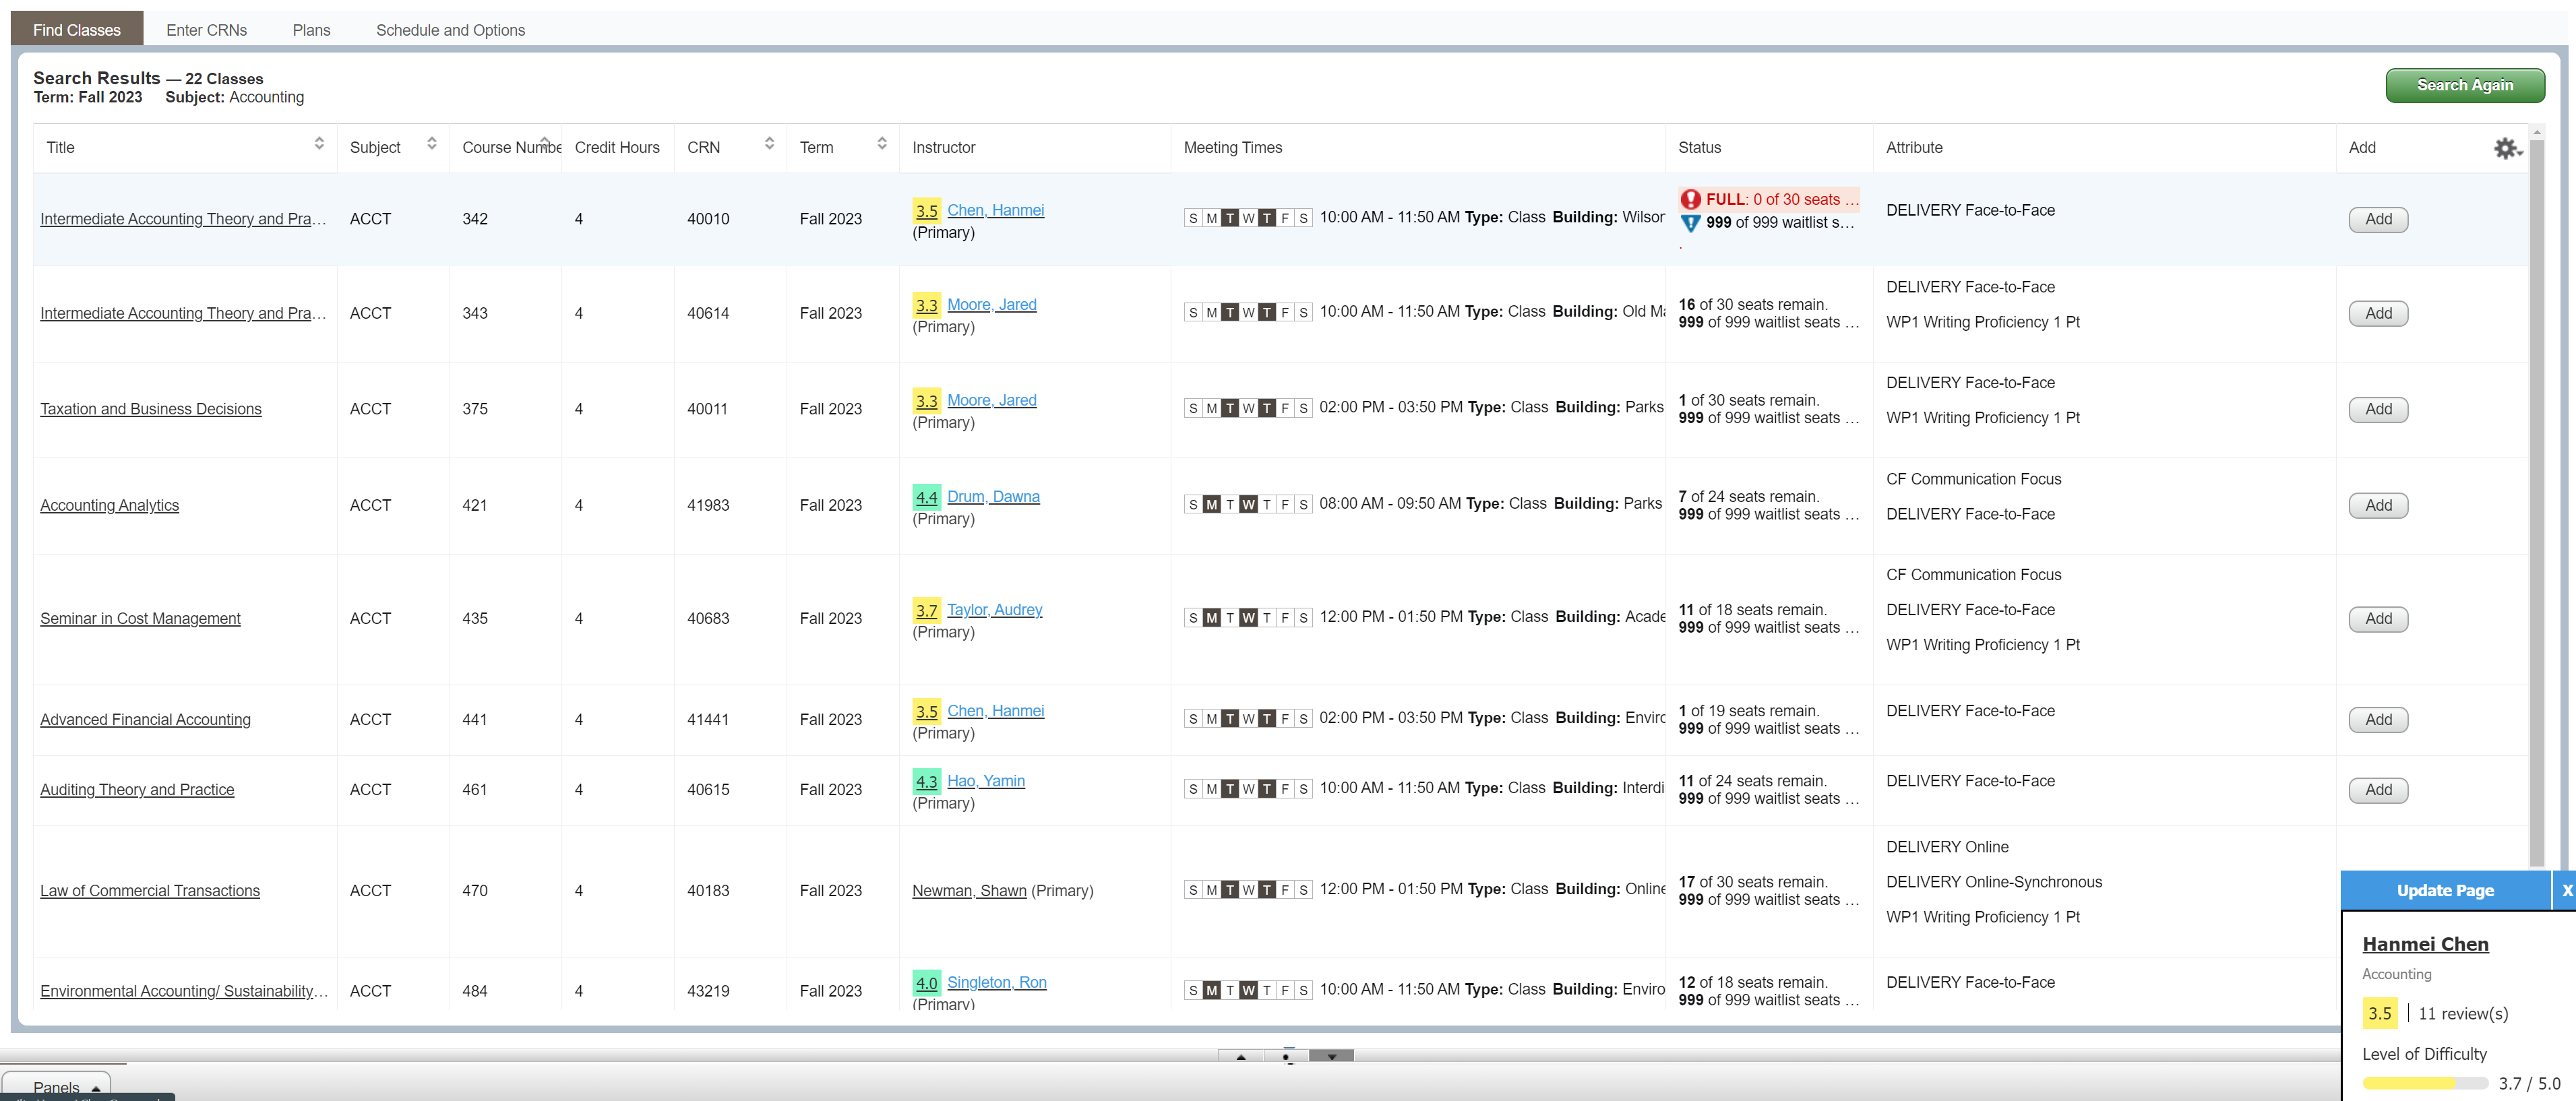 Find Classes Enter CRNs Plans Schedule and Options
Search Results — 22 Classes
Term: Fall 2023 Subject: Accounting
Search Again
Title Subject Course Numbe Credit Hours CRN Term Instructor Meeting Times Status Attribute Add
Intermediate Accounting Theory and Pra… ACCT 342 4 40010 Fall 2023 3.5 Chen, Hanmei (Primary) S M T W T F S 10:00 AM - 11:50 AM Type: Class Building: Wilson FULL: 0 of 30 seats … 999 of 999 waitlist s… . DELIVERY Face-to-Face Add
Intermediate Accounting Theory and Pra… ACCT 343 4 40614 Fall 2023 3.3 Moore, Jared (Primary) S M T W T F S 10:00 AM - 11:50 AM Type: Class Building: Old Ma 16 of 30 seats remain. 999 of 999 waitlist seats … DELIVERY Face-to-Face WP1 Writing Proficiency 1 Pt Add
Taxation and Business Decisions ACCT 375 4 40011 Fall 2023 3.3 Moore, Jared (Primary) S M T W T F S 02:00 PM - 03:50 PM Type: Class Building: Parks 1 of 30 seats remain. 999 of 999 waitlist seats … DELIVERY Face-to-Face WP1 Writing Proficiency 1 Pt Add
Accounting Analytics ACCT 421 4 41983 Fall 2023 4.4 Drum, Dawna (Primary) S M T W T F S 08:00 AM - 09:50 AM Type: Class Building: Parks 7 of 24 seats remain. 999 of 999 waitlist seats … CF Communication Focus DELIVERY Face-to-Face Add
Seminar in Cost Management ACCT 435 4 40683 Fall 2023 3.7 Taylor, Audrey (Primary) S M T W T F S 12:00 PM - 01:50 PM Type: Class Building: Acade 11 of 18 seats remain. 999 of 999 waitlist seats … CF Communication Focus DELIVERY Face-to-Face WP1 Writing Proficiency 1 Pt Add
Advanced Financial Accounting ACCT 441 4 41441 Fall 2023 3.5 Chen, Hanmei (Primary) S M T W T F S 02:00 PM - 03:50 PM Type: Class Building: Enviro 1 of 19 seats remain. 999 of 999 waitlist seats … DELIVERY Face-to-Face Add
Auditing Theory and Practice ACCT 461 4 40615 Fall 2023 4.3 Hao, Yamin (Primary) S M T W T F S 10:00 AM - 11:50 AM Type: Class Building: Interdi 11 of 24 seats remain. 999 of 999 waitlist seats … DELIVERY Face-to-Face Add
Law of Commercial Transactions ACCT 470 4 40183 Fall 2023 Newman, Shawn (Primary) S M T W T F S 12:00 PM - 01:50 PM Type: Class Building: Online 17 of 30 seats remain. 999 of 999 waitlist seats … DELIVERY Online DELIVERY Online-Synchronous WP1 Writing Proficiency 1 Pt
Environmental Accounting/ Sustainability… ACCT 484 4 43219 Fall 2023 4.0 Singleton, Ron (Primary) S M T W T F S 10:00 AM - 11:50 AM Type: Class Building: Enviro 12 of 18 seats remain. 999 of 999 waitlist seats … DELIVERY Face-to-Face
Update Page X
Hanmei Chen
Accounting
3.5 | 11 review(s)
Level of Difficulty
3.7 / 5.0
Panels